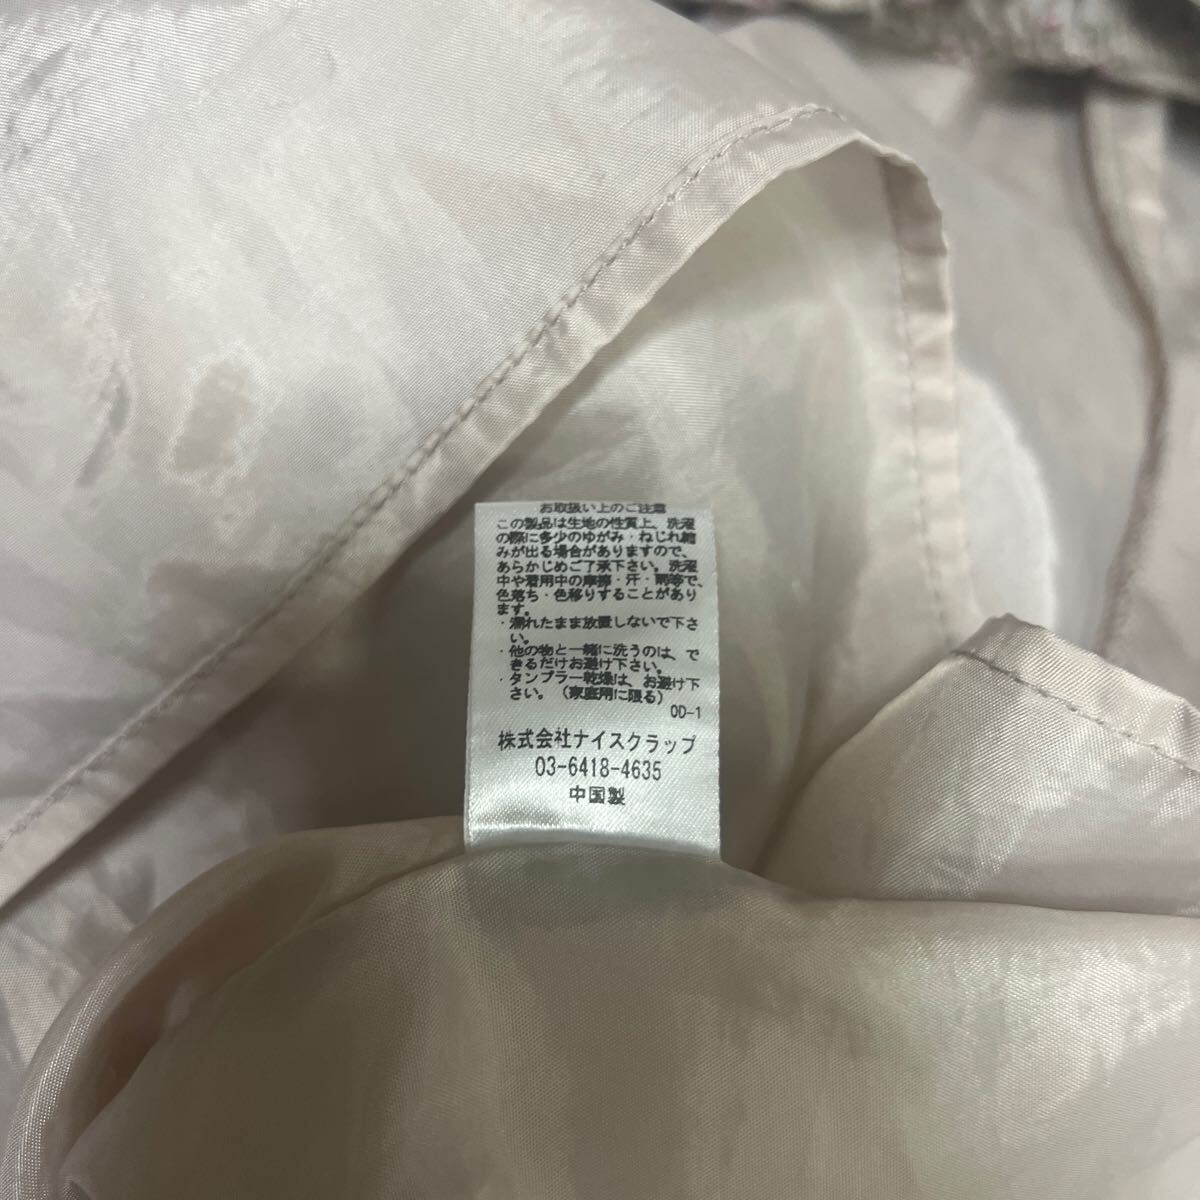 お取扱い上のご注意
この製品は生地の性質上、洗濯
の際に多少のゆがみ・ねじれ縮
みが出る場合がありますので、
あらかじめご了承下さい。洗濯
中や着用中の摩擦・汗・雨等で、
色落ち・色移りすることがあり
ます。
・濡れたまま放置しないで下さ
い。
・他の物と一緒に洗うのは、で
きるだけお避け下さい。
・タンブラー乾燥は、お避け下
さい。（家庭用に限る）
OD-1
株式会社ナイスクラップ
03-6418-4635
中国製